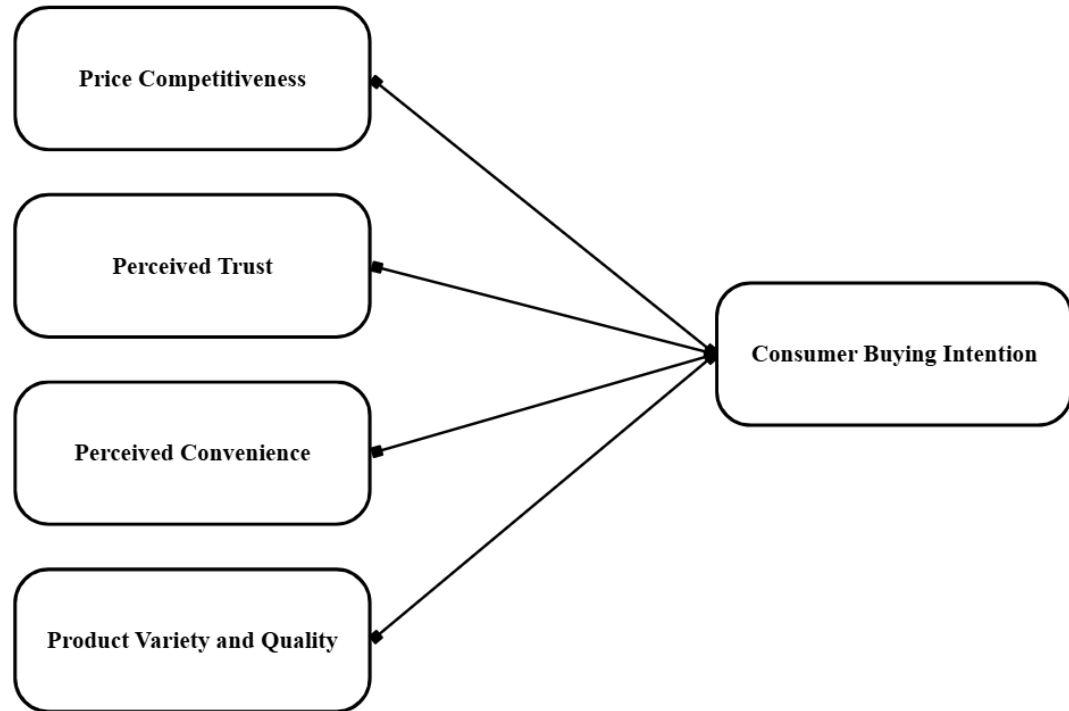 Price Competitiveness
Perceived Trust
Consumer Buying Intention
Perceived Convenience
Product Variety and Quality